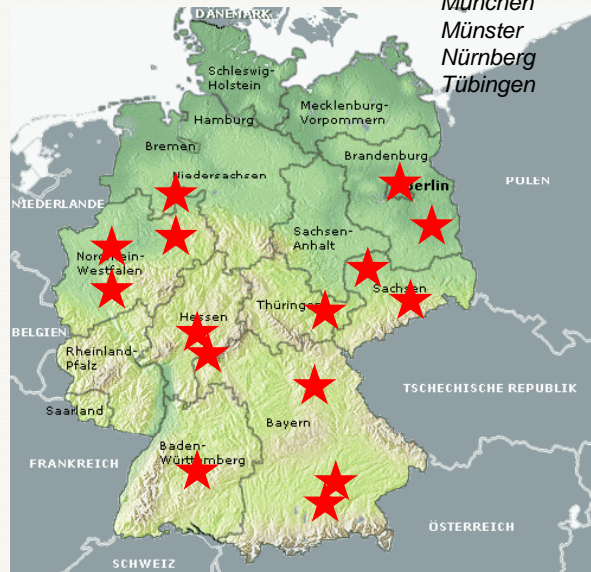 München
Münster
Nürnberg
Tübingen
DÄNEMARK
Schleswig-
Holstein
Mecklenburg-
Vorpommern
Hamburg
Bremen
Brandenburg
Niedersachsen
Berlin
POLEN
NIEDERLANDE
Sachsen-
Anhalt
Nordrhein-
Westfalen
Sachsen
Thüringen
Hessen
BELGIEN
Rheinland-
Pfalz
TSCHECHISCHE REPUBLIK
Saarland
Bayern
Baden-
Württemberg
FRANKREICH
ÖSTERREICH
SCHWEIZ